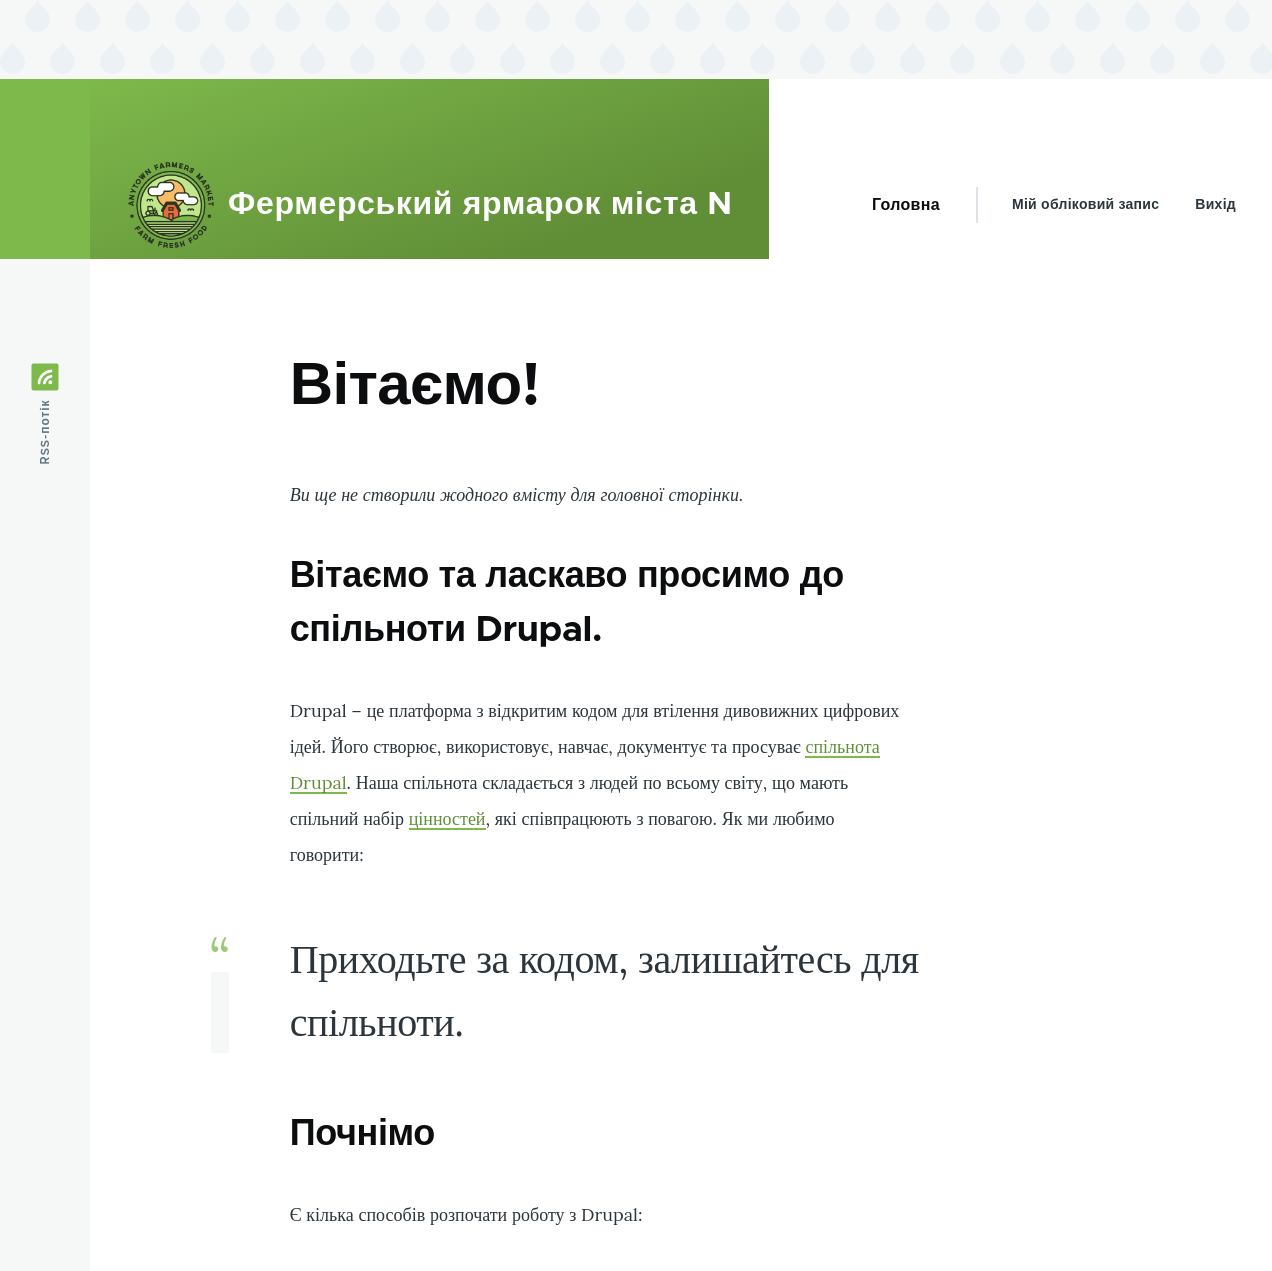 ANYTOWN FARMERS MARKET
FARM FRESH FOOD
Фермерський ярмарок міста N
Головна
Мій обліковий запис
Вихід
RSS-потік
Вітаємо!
Ви ще не створили жодного вмісту для головної сторінки.
Вітаємо та ласкаво просимо до
спільноти Drupal.
Drupal – це платформа з відкритим кодом для втілення дивовижних цифрових
ідей. Його створює, використовує, навчає, документує та просуває спільнота
Drupal. Наша спільнота складається з людей по всьому світу, що мають
спільний набір цінностей, які співпрацюють з повагою. Як ми любимо
говорити:
“
Приходьте за кодом, залишайтесь для
спільноти.
Почнімо
Є кілька способів розпочати роботу з Drupal: